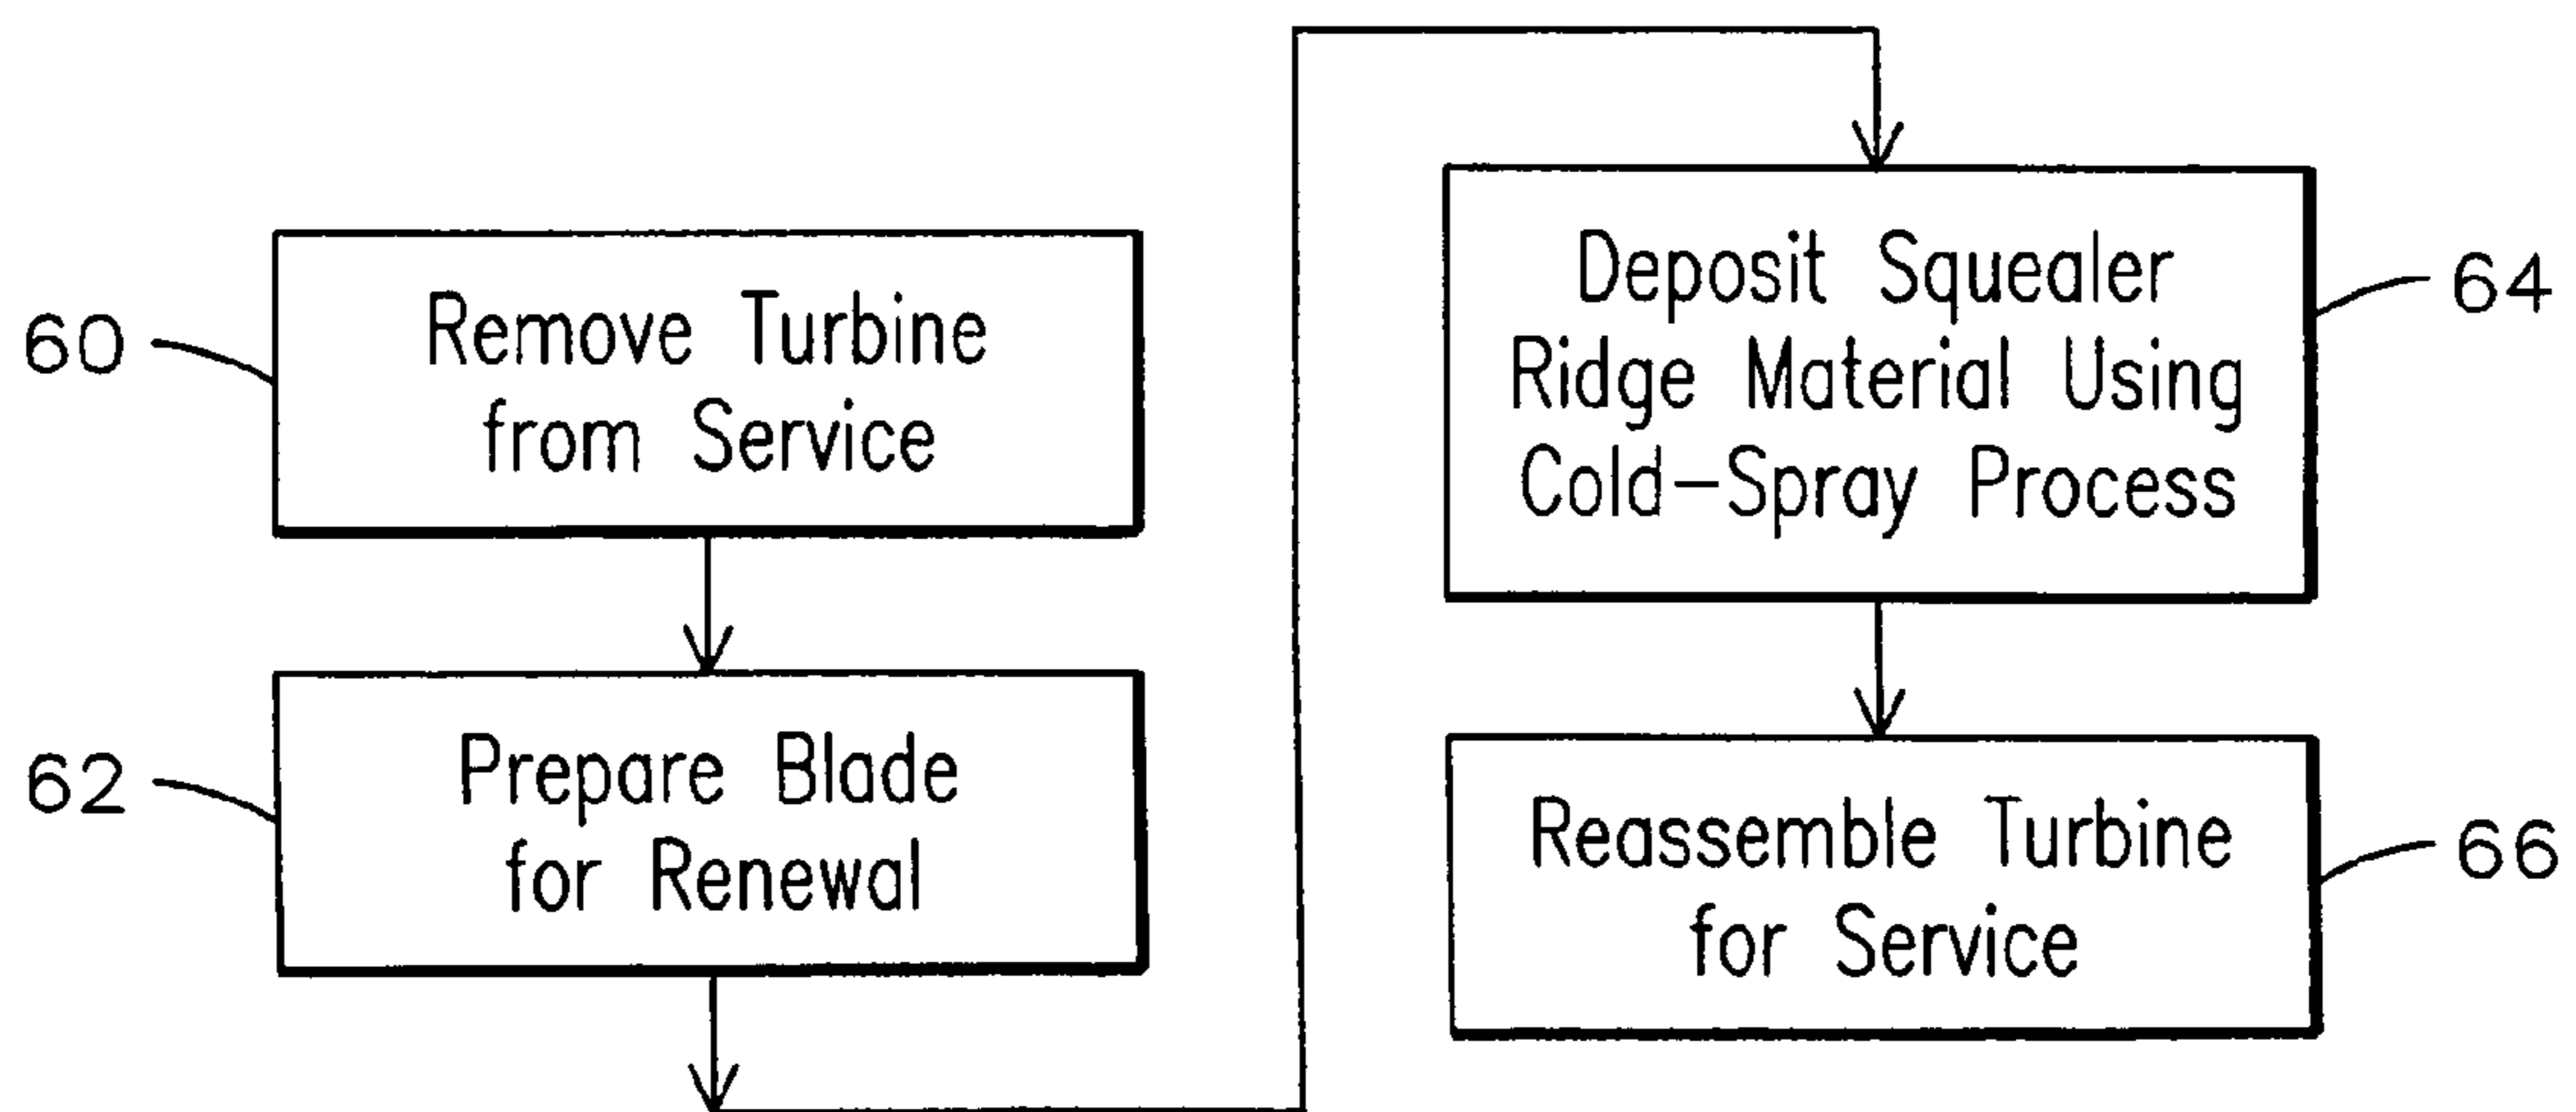 60
Remove Turbine
from Service
62
Prepare Blade
for Renewal
Deposit Squealer
Ridge Material Using
Cold-Spray Process
64
Reassemble Turbine
for Service
66